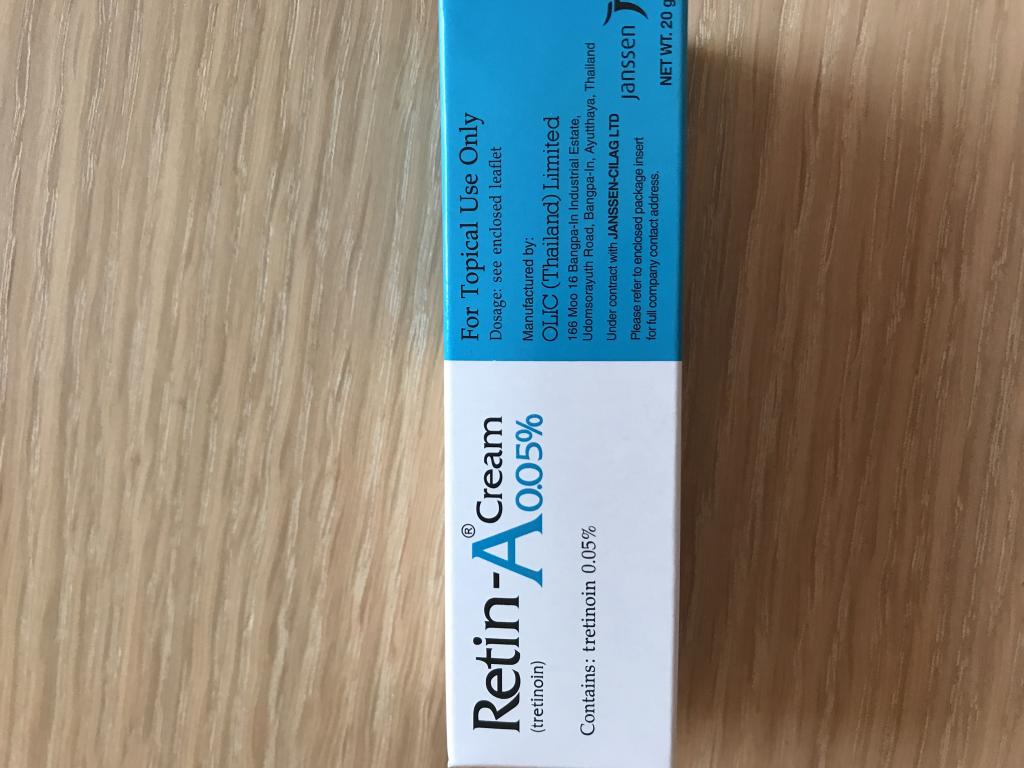 Retin-A® Cream
0.05%
(tretinoin)
Contains: tretinoin 0.05%
For Topical Use Only
Dosage: see enclosed leaflet
Manufactured by:
OLIC (Thailand) Limited
166 Moo 16 Bangpa-In Industrial Estate,
Udomsorayuth Road, Bangpa-In, Ayutthaya, Thailand
Under contract with JANSSEN-CILAG LTD
Please refer to enclosed package insert
for full company contact address.
janssen
NET WT. 20 g